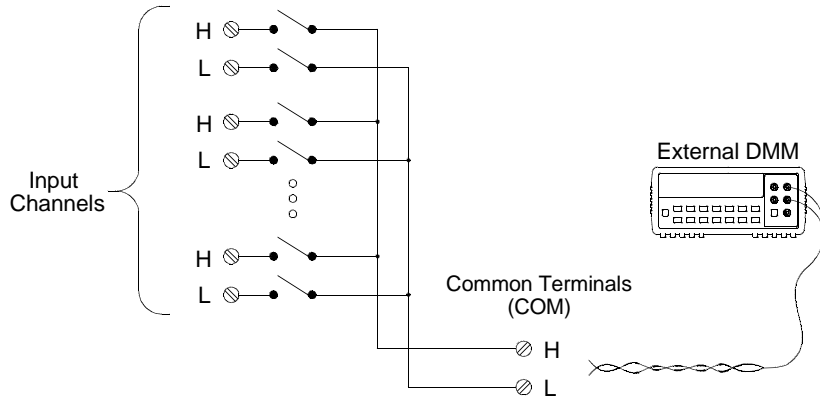 H
L
H
L
Input
Channels
H
L
External DMM
Common Terminals
(COM)
H
L